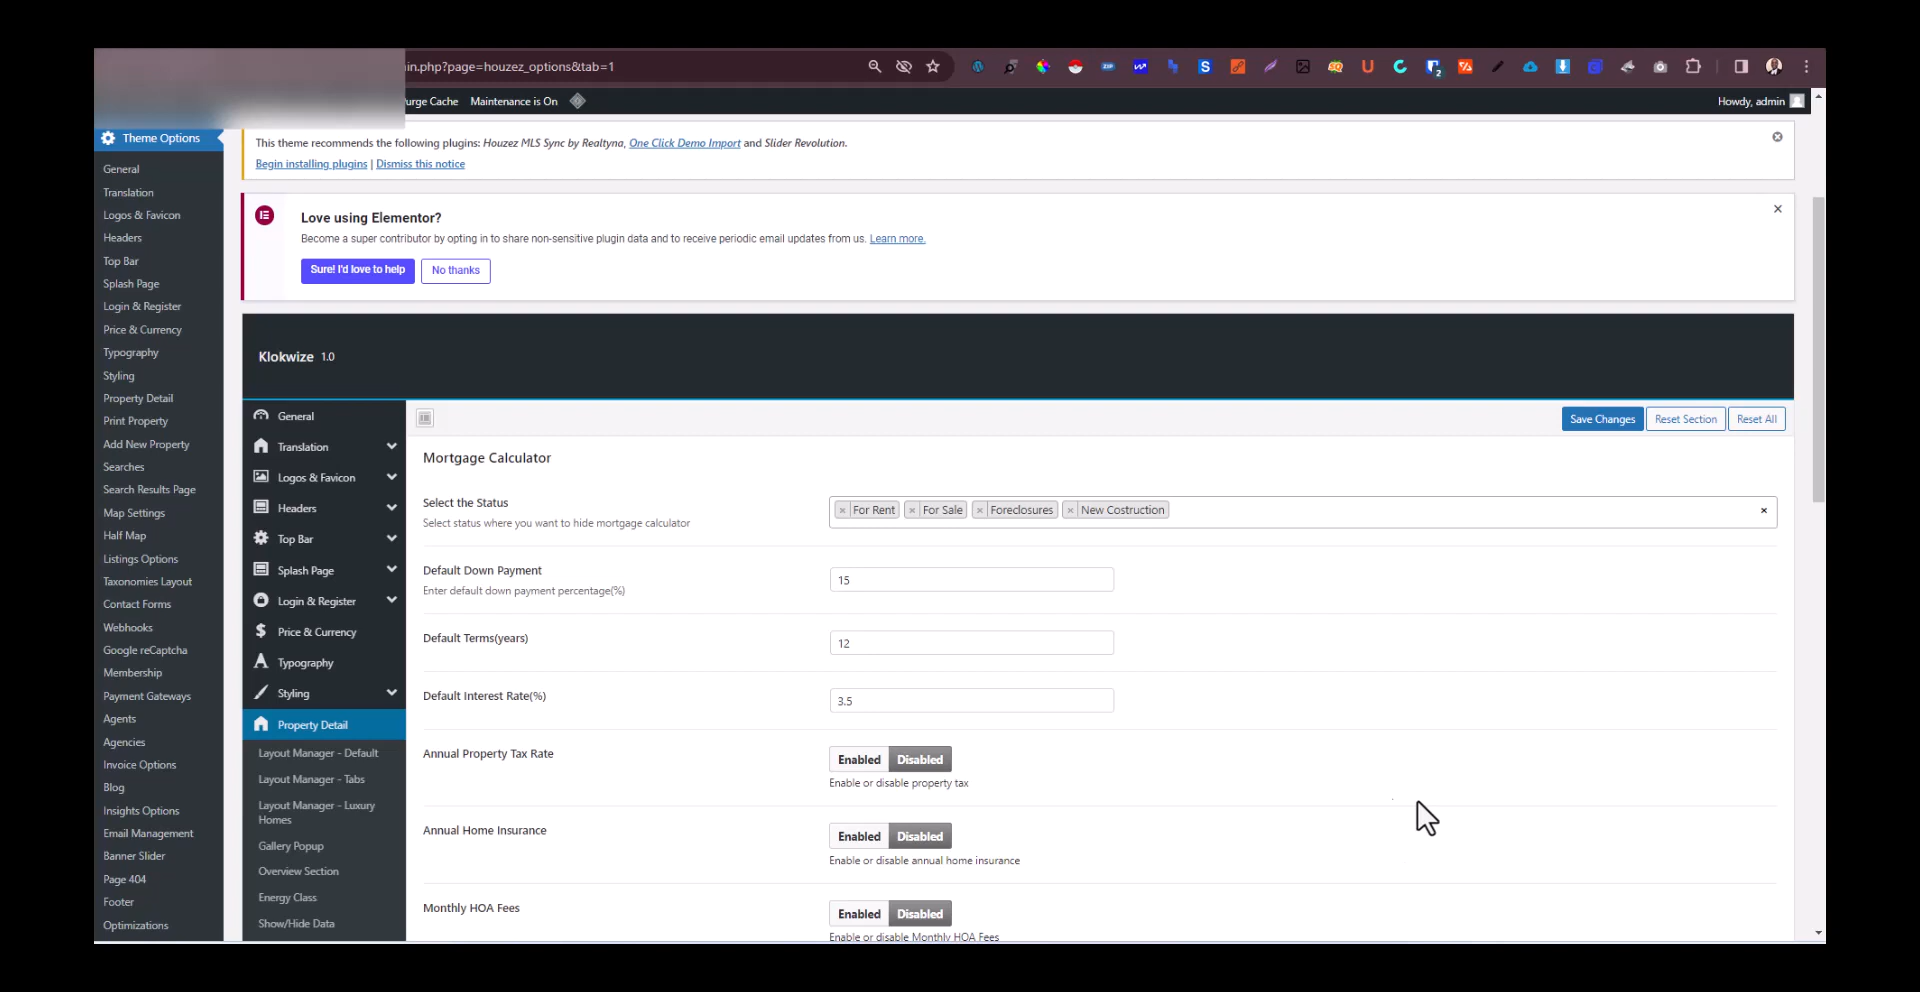 in.php?page=houzez_options&tab=1
urge Cache Maintenance is On
Howdy, admin
Theme Options
General
Translation
Logos & Favicon
Headers
Top Bar
Splash Page
Login & Register
Price & Currency
Typography
Styling
Property Detail
Print Property
Add New Property
Searches
Search Results Page
Map Settings
Half Map
Listings Options
Taxonomies Layout
Contact Forms
Webhooks
Google reCaptcha
Membership
Payment Gateways
Agents
Agencies
Invoice Options
Blog
Insights Options
Email Management
Banner Slider
Page 404
Footer
Optimizations
This theme recommends the following plugins: Houzez MLS Sync by Realtyna, One Click Demo Import and Slider Revolution.
Begin installing plugins | Dismiss this notice
Love using Elementor?
Become a super contributor by opting in to share non-sensitive plugin data and to receive periodic email updates from us. Learn more.
Sure! I'd love to help No thanks
Klokwize 1.0
General
Translation
Logos & Favicon
Headers
Top Bar
Splash Page
Login & Register
Price & Currency
Typography
Styling
Property Detail
Layout Manager - Default
Layout Manager - Tabs
Layout Manager - Luxury
Homes
Gallery Popup
Overview Section
Energy Class
Show/Hide Data
Save Changes Reset Section Reset All
Mortgage Calculator
Select the Status
Select status where you want to hide mortgage calculator
× For Rent × For Sale × Foreclosures × New Costruction ×
Default Down Payment
Enter default down payment percentage(%)
15
Default Terms(years)
12
Default Interest Rate(%)
3.5
Annual Property Tax Rate
Enabled Disabled
Enable or disable property tax
Annual Home Insurance
Enabled Disabled
Enable or disable annual home insurance
Monthly HOA Fees
Enabled Disabled
Enable or disable Monthly HOA Fees